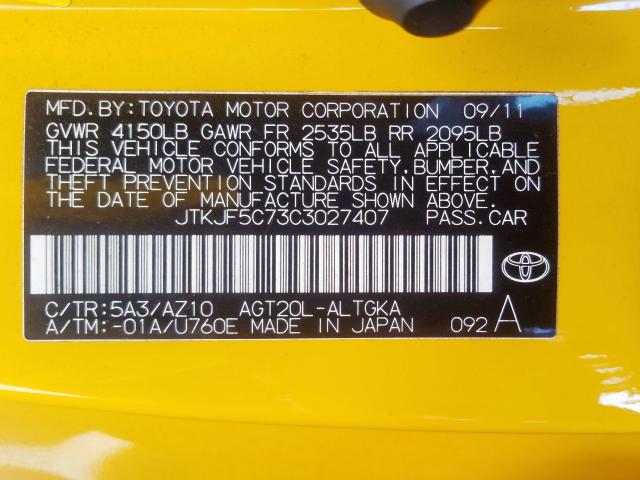 MFD.BY:TOYOTA MOTOR CORPORATION 09/11
GVWR 4150LB GAWR FR 2535LB RR 2095LB
THIS VEHICLE CONFORMS TO ALL APPLICABLE
FEDERAL MOTOR VEHICLE SAFETY,BUMPER,AND
THEFT PREVENTION STANDARDS IN EFFECT ON
THE DATE OF MANUFACTURE SHOWN ABOVE.
JTKJF5C73C3027407 PASS.CAR
C/TR:5A3/AZ10 AGT20L-ALTGKA
A/TM:-01A/U760E MADE IN JAPAN 092 A